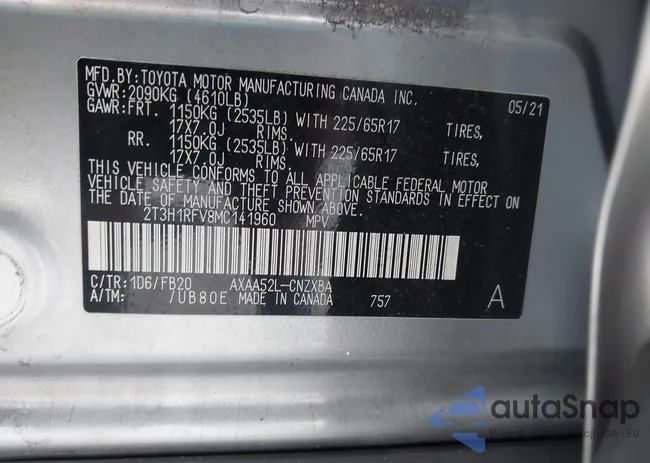 MFD.BY:TOYOTA MOTOR MANUFACTURING CANADA INC.
GVWR:2090KG (4610LB) 05/21
GAWR:FRT. 1150KG (2535LB) WITH 225/65R17 TIRES,
17X7.0J RIMS.
RR. 1150KG (2535LB) WITH 225/65R17 TIRES,
17X7.0J RIMS.
THIS VEHICLE CONFORMS TO ALL APPLICABLE FEDERAL MOTOR
VEHICLE SAFETY AND THEFT PREVENTION STANDARDS IN EFFECT ON
THE DATE OF MANUFACTURE SHOWN ABOVE.
2T3H1RFV8MC141960 MPV
C/TR:1D6/FB20 AXAA52L-CNZXBA
A/TM: /UB80E MADE IN CANADA 757 A
autoSnap